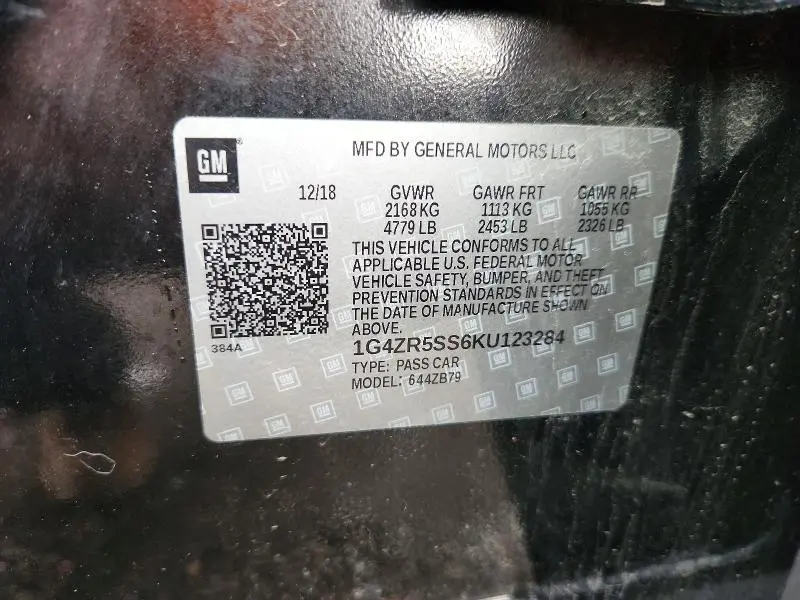 GM
MFD BY GENERAL MOTORS LLC
12/18 GVWR GAWR FRT GAWR RR
2168 KG 1113 KG 1055 KG
4779 LB 2453 LB 2326 LB
THIS VEHICLE CONFORMS TO ALL
APPLICABLE U.S. FEDERAL MOTOR
VEHICLE SAFETY, BUMPER, AND THEFT
PREVENTION STANDARDS IN EFFECT ON
THE DATE OF MANUFACTURE SHOWN
ABOVE.
384A
1G4ZR5SS6KU123284
TYPE: PASS CAR
MODEL: 644ZB79